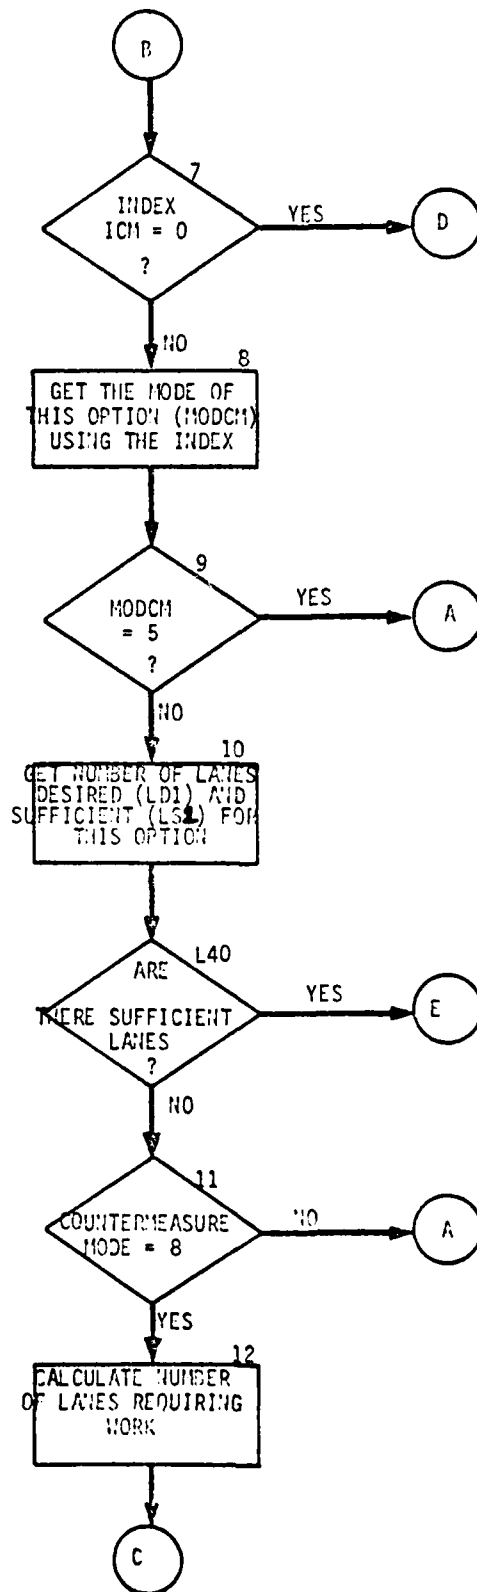 B
7
INDEX
ICM = 0
?
YES
D
NO
8
GET THE MODE OF
THIS OPTION (MODCM)
USING THE INDEX
9
MODCM
= 5
?
YES
A
NO
10
GET NUMBER OF LANES
DESIRED (LD1) AND
SUFFICIENT (LS1) FOR
THIS OPTION
L40
ARE
THERE SUFFICIENT
LANES
?
YES
E
NO
11
COUNTERMEASURE
MODE = 8
NO
A
YES
12
CALCULATE NUMBER
OF LANES REQUIRING
WORK
C